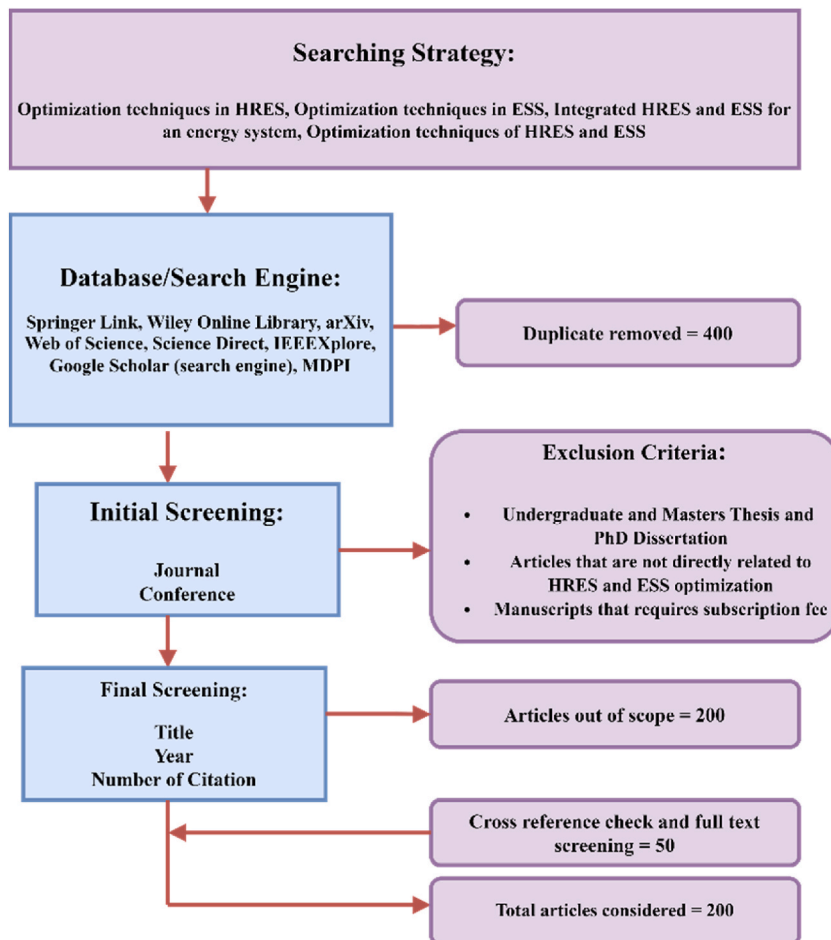 Searching Strategy:
Optimization techniques in HRES, Optimization techniques in ESS, Integrated HRES and ESS for
an energy system, Optimization techniques of HRES and ESS
Database/Search Engine:
Springer Link, Wiley Online Library, arXiv,
Web of Science, Science Direct, IEEEXplore,
Google Scholar (search engine), MDPI
Duplicate removed = 400
Initial Screening:
Journal
Conference
Exclusion Criteria:
• Undergraduate and Masters Thesis and
PhD Dissertation
• Articles that are not directly related to
HRES and ESS optimization
• Manuscripts that requires subscription fee
Final Screening:
Title
Year
Number of Citation
Articles out of scope = 200
Cross reference check and full text
screening = 50
Total articles considered = 200